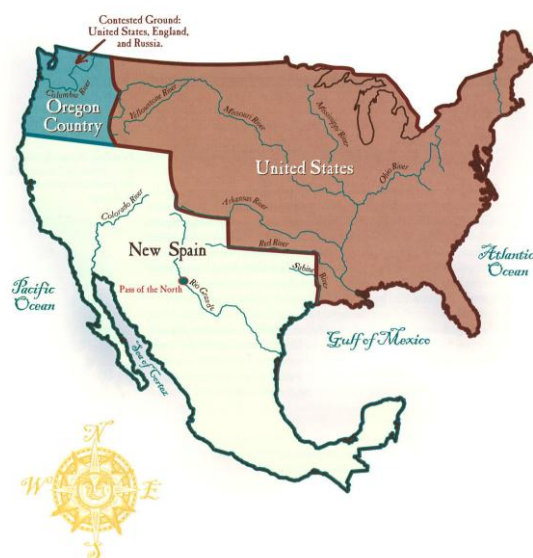 Contested Ground:
United States, England,
and Russia.
Columbia River
Oregon
Country
Yellowstone River
Missouri River
Mississippi River
United States
Ohio River
Colorado River
Arkansas River
New Spain
Red River
Sabine River
Atlantic
Ocean
Pacific
Ocean
Pass of the North
Rio Grande
Gulf of Mexico
Sea of Cortez
N
W
E
S